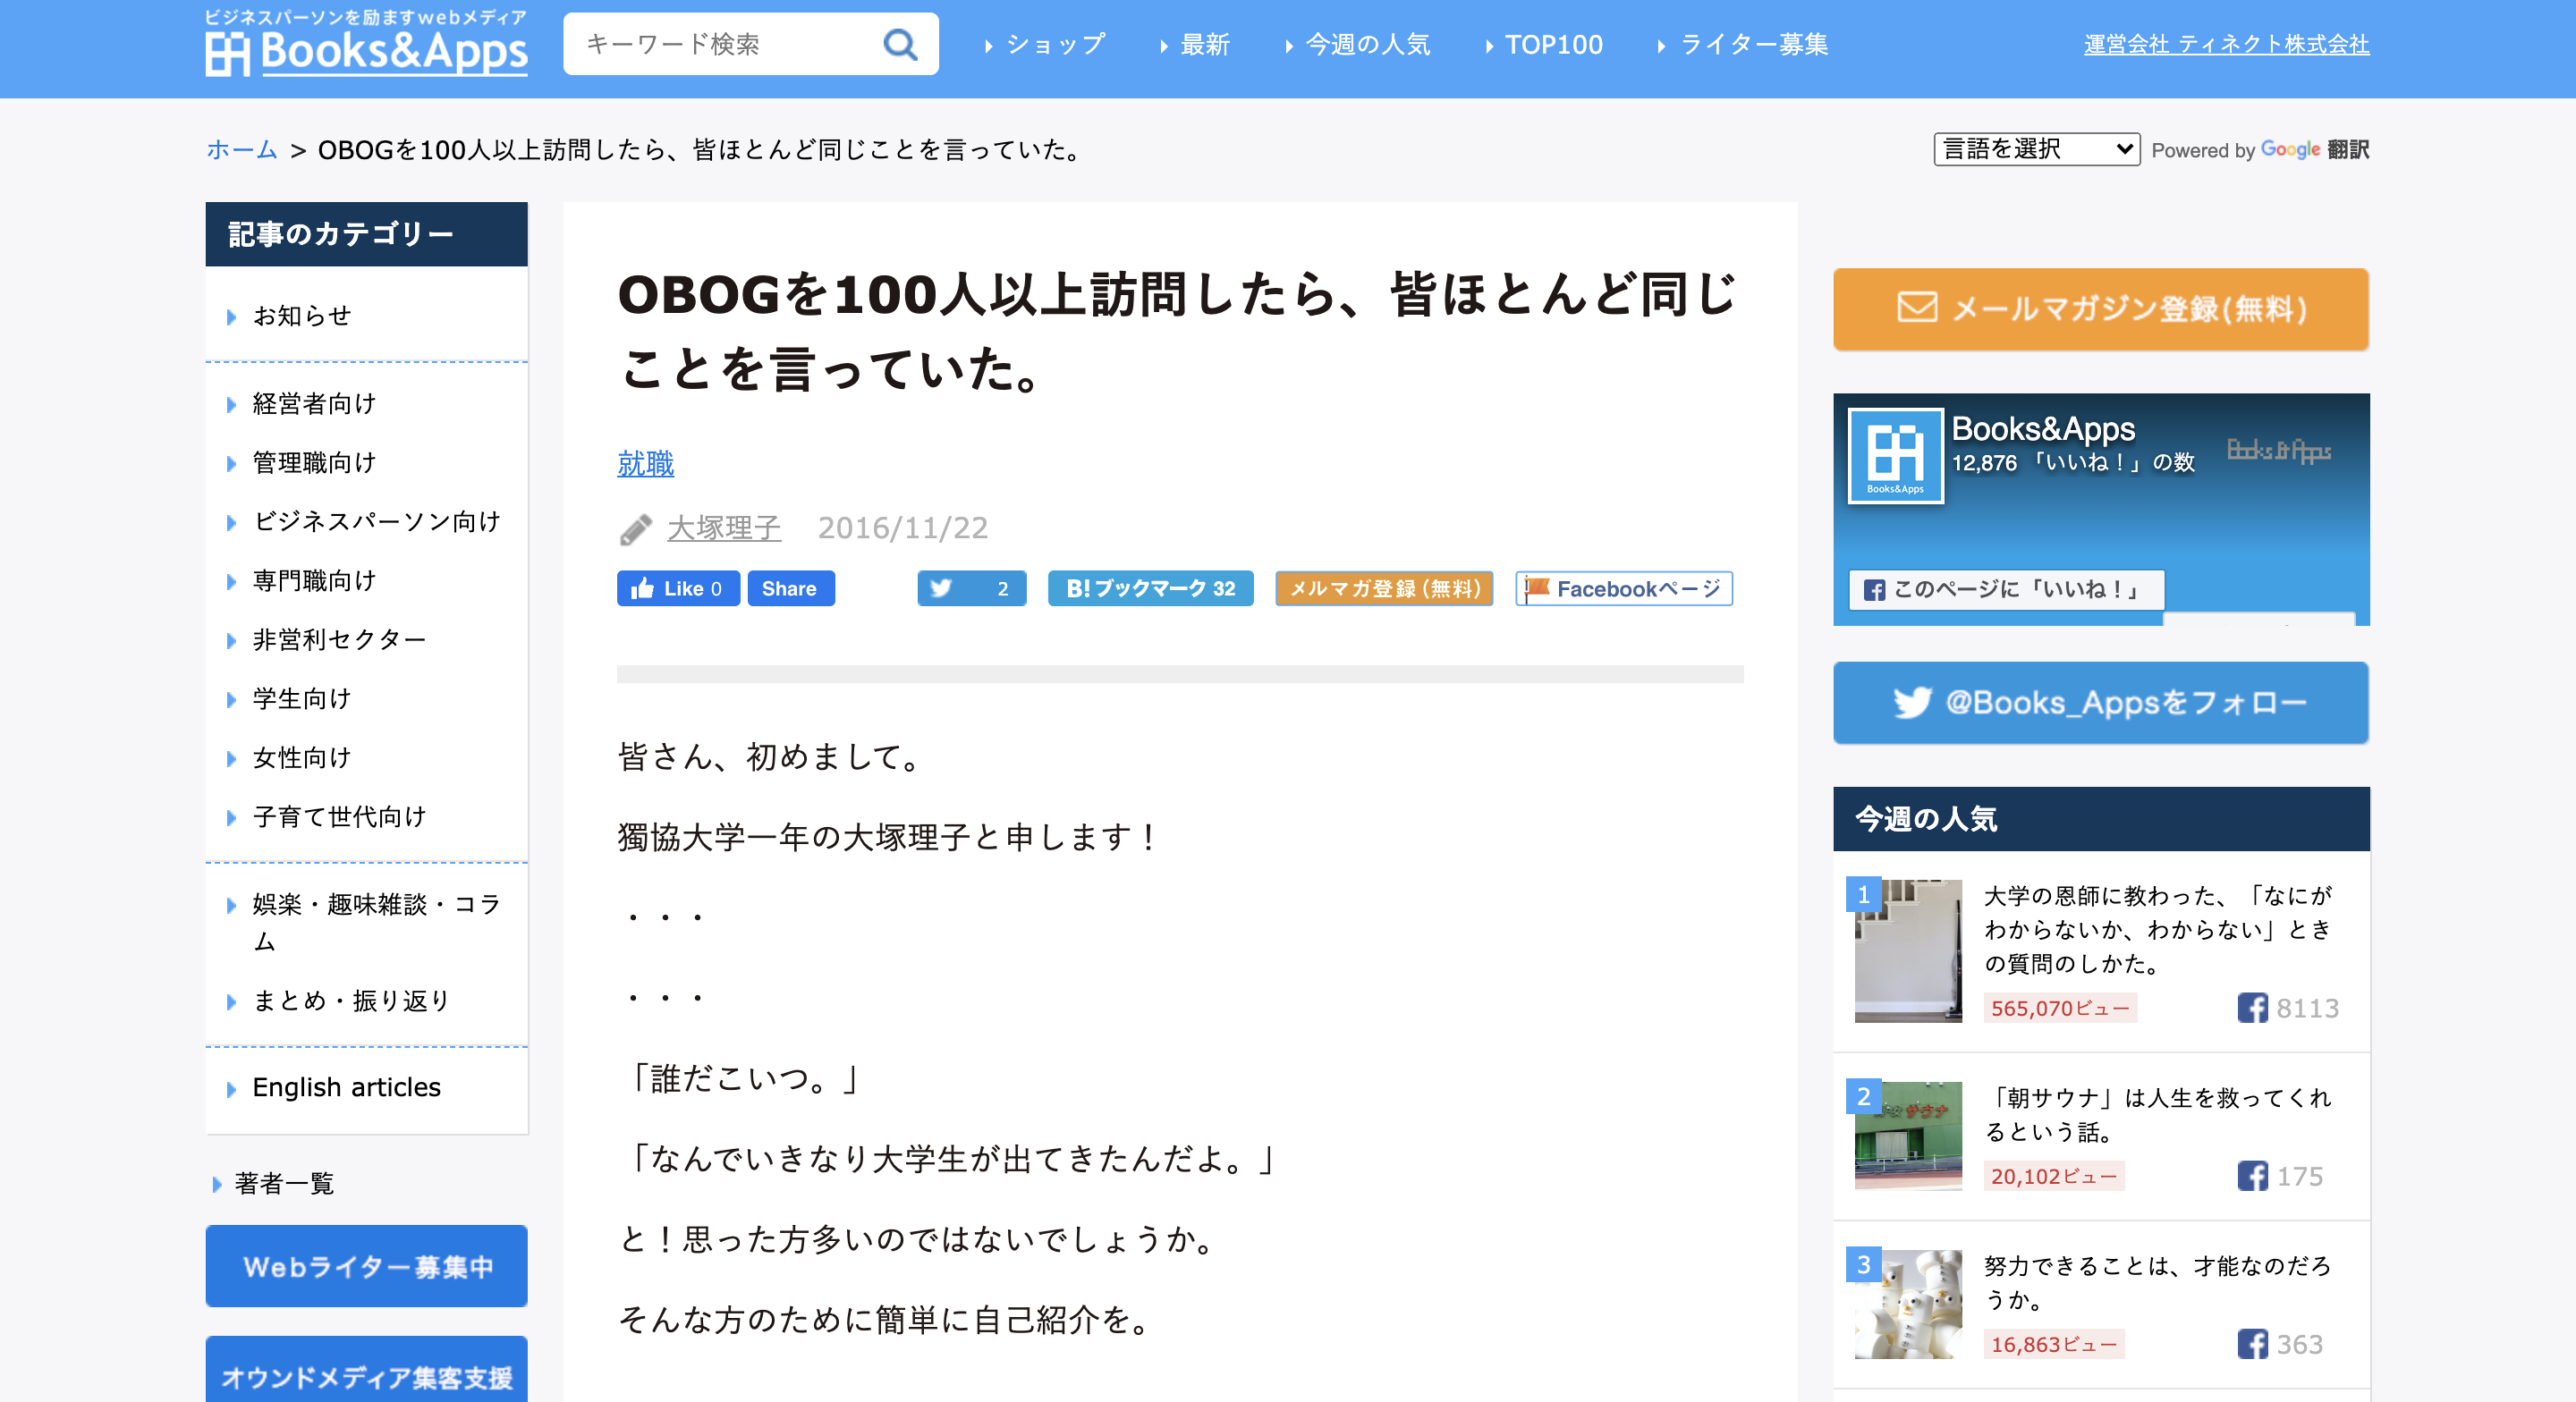 ビジネスパーソンを励ますwebメディア
Books&Apps
キーワード検索
ショップ
最新
今週の人気
TOP100
ライター募集
運営会社 ティネクト株式会社
ホーム > OBOGを100人以上訪問したら、皆ほとんど同じことを言っていた。
言語を選択
Powered by Google 翻訳
記事のカテゴリー
お知らせ
経営者向け
管理職向け
ビジネスパーソン向け
専門職向け
非営利セクター
学生向け
女性向け
子育て世代向け
娯楽・趣味雑談・コラ
ム
まとめ・振り返り
English articles
著者一覧
Webライター募集中
オウンドメディア集客支援
OBOGを100人以上訪問したら、皆ほとんど同じ
ことを言っていた。
就職
大塚理子 2016/11/22
Like 0
Share
2
B!ブックマーク 32
メルマガ登録(無料)
Facebookページ
皆さん、初めまして。
獨協大学一年の大塚理子と申します！
・・・
・・・
「誰だこいつ。」
「なんでいきなり大学生が出てきたんだよ。」
と！思った方多いのではないでしょうか。
そんな方のために簡単に自己紹介を。
メールマガジン登録(無料)
Books&Apps
12,876 「いいね！」の数
Books&Apps
Books&Apps
このページに「いいね！」
@Books_Appsをフォロー
今週の人気
1
大学の恩師に教わった、「なにが
わからないか、わからない」とき
の質問のしかた。
565,070ビュー
8113
2
サウナ
「朝サウナ」は人生を救ってくれ
るという話。
20,102ビュー
175
3
努力できることは、才能なのだろ
うか。
16,863ビュー
363